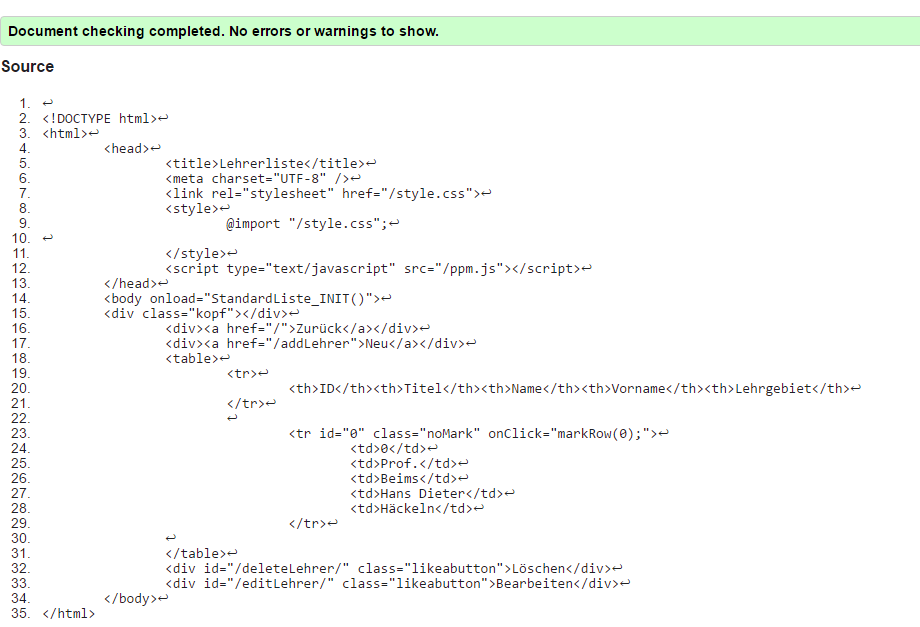 Document checking completed. No errors or warnings to show.
Source
1. ↩
2. <!DOCTYPE html>↩
3. <html>↩
4. <head>↩
5. <title>Lehrerliste</title>↩
6. <meta charset="UTF-8" />↩
7. <link rel="stylesheet" href="/style.css">↩
8. <style>↩
9. @import "/style.css";↩
10. ↩
11. </style>↩
12. <script type="text/javascript" src="/ppm.js"></script>↩
13. </head>↩
14. <body onload="StandardListe_INIT()">↩
15. <div class="kopf"></div>↩
16. <div><a href="/">Zurück</a></div>↩
17. <div><a href="/addLehrer">Neu</a></div>↩
18. <table>↩
19. <tr>↩
20. <th>ID</th><th>Titel</th><th>Name</th><th>Vorname</th><th>Lehrgebiet</th>↩
21. </tr>↩
22. ↩
23. <tr id="0" class="noMark" onClick="markRow(0);">↩
24. <td>0</td>↩
25. <td>Prof.</td>↩
26. <td>Beims</td>↩
27. <td>Hans Dieter</td>↩
28. <td>Häckeln</td>↩
29. </tr>↩
30. ↩
31. </table>↩
32. <div id="/deleteLehrer/" class="likeabutton">Löschen</div>↩
33. <div id="/editLehrer/" class="likeabutton">Bearbeiten</div>↩
34. </body>↩
35. </html>